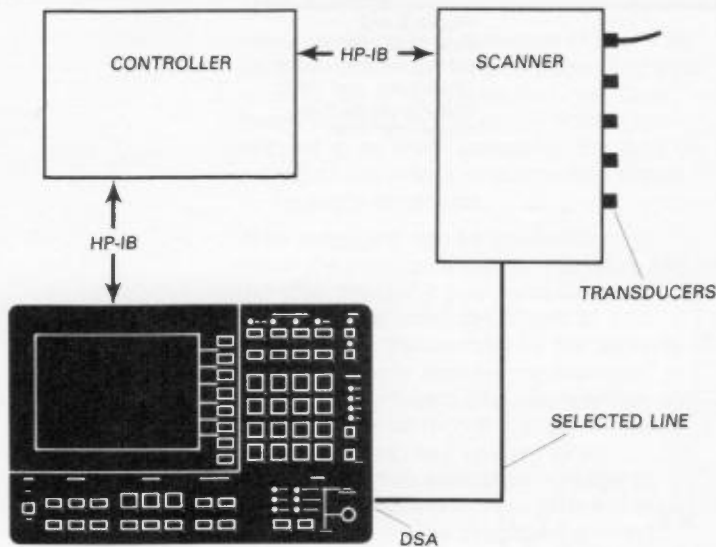 CONTROLLER
HP-IB
SCANNER
HP-IB
TRANSDUCERS
SELECTED LINE
DSA